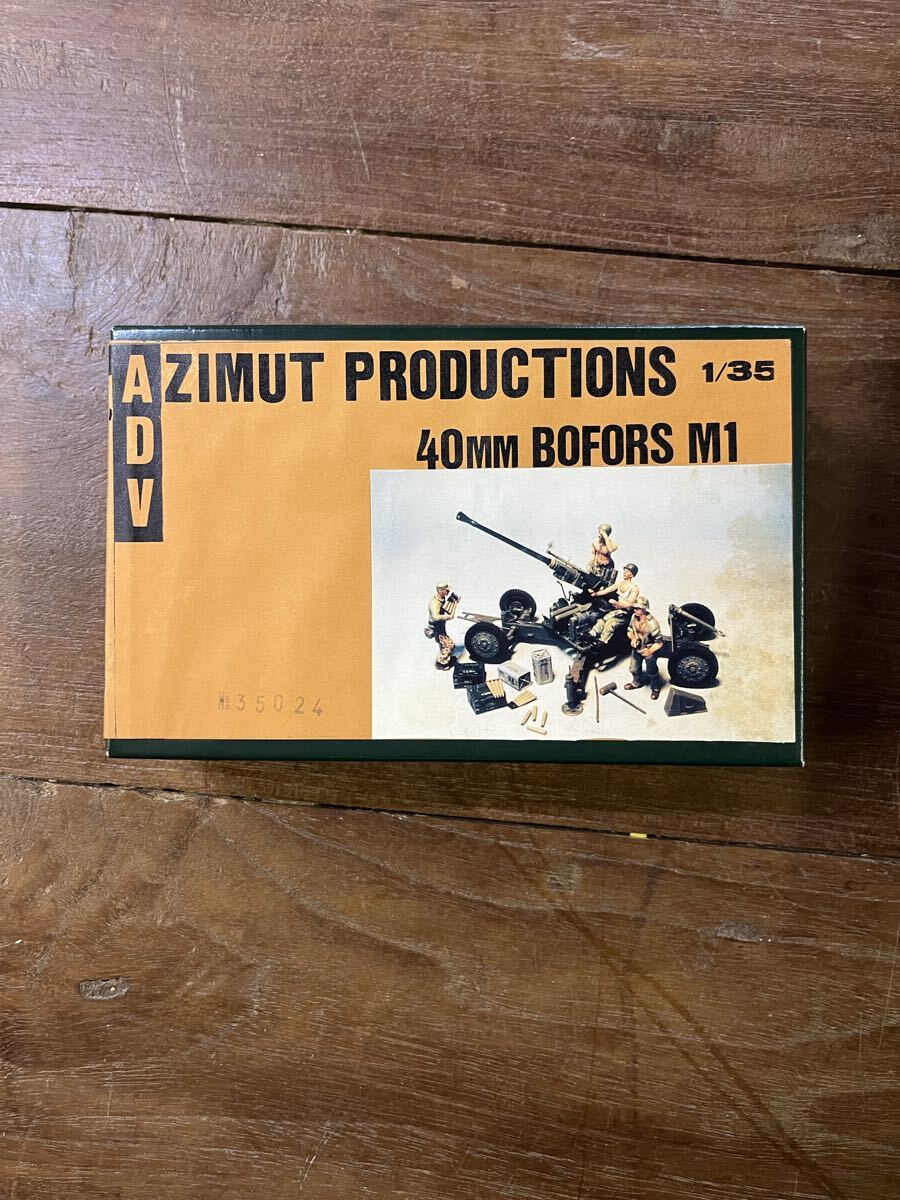 AZIMUT PRODUCTIONS 1/35
ADV
40MM BOFORS M1
№35024